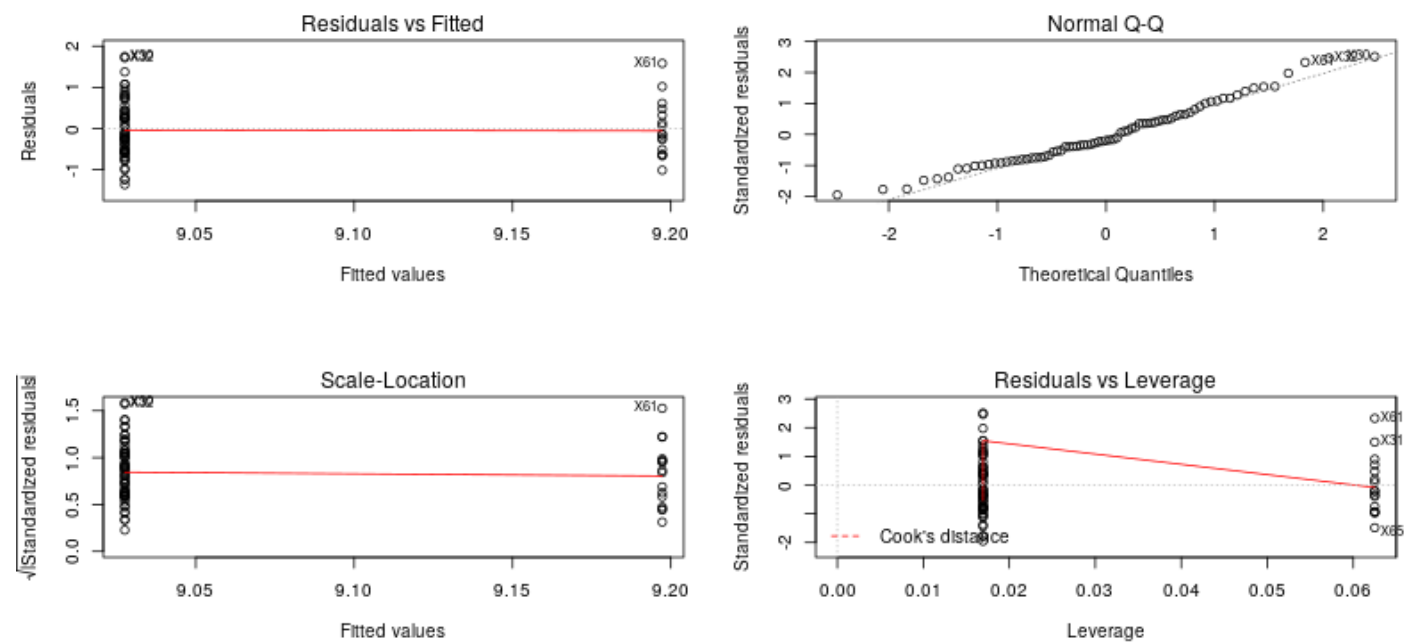 Residuals vs Fitted
Residuals
2
1
0
-1
X61
9.05 9.10 9.15 9.20
Fitted values
Normal Q-Q
Standardized residuals
3
2
1
0
-1
-2
-2 -1 0 1 2
Theoretical Quantiles
Scale-Location
√|Standardized residuals|
1.5
1.0
0.5
0.0
X61
9.05 9.10 9.15 9.20
Fitted values
Residuals vs Leverage
Standardized residuals
3
2
1
0
-2
X61
X31
X65
Cook's distance
0.00 0.01 0.02 0.03 0.04 0.05 0.06
Leverage